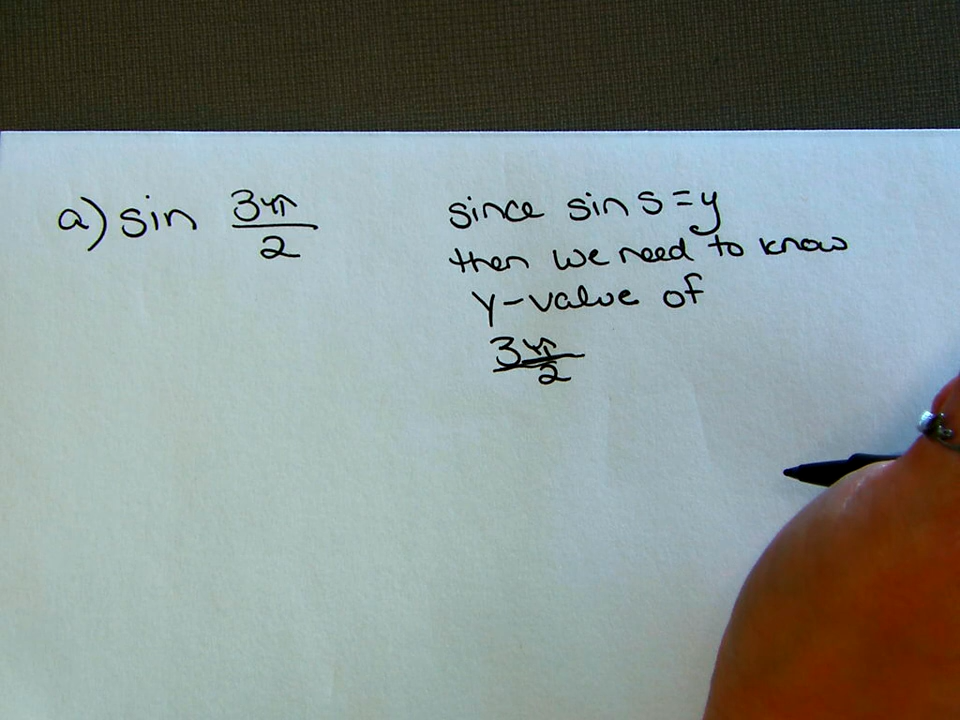 a) sin 3π/2
since sin s = y
then we need to know
y-value of
3π/2